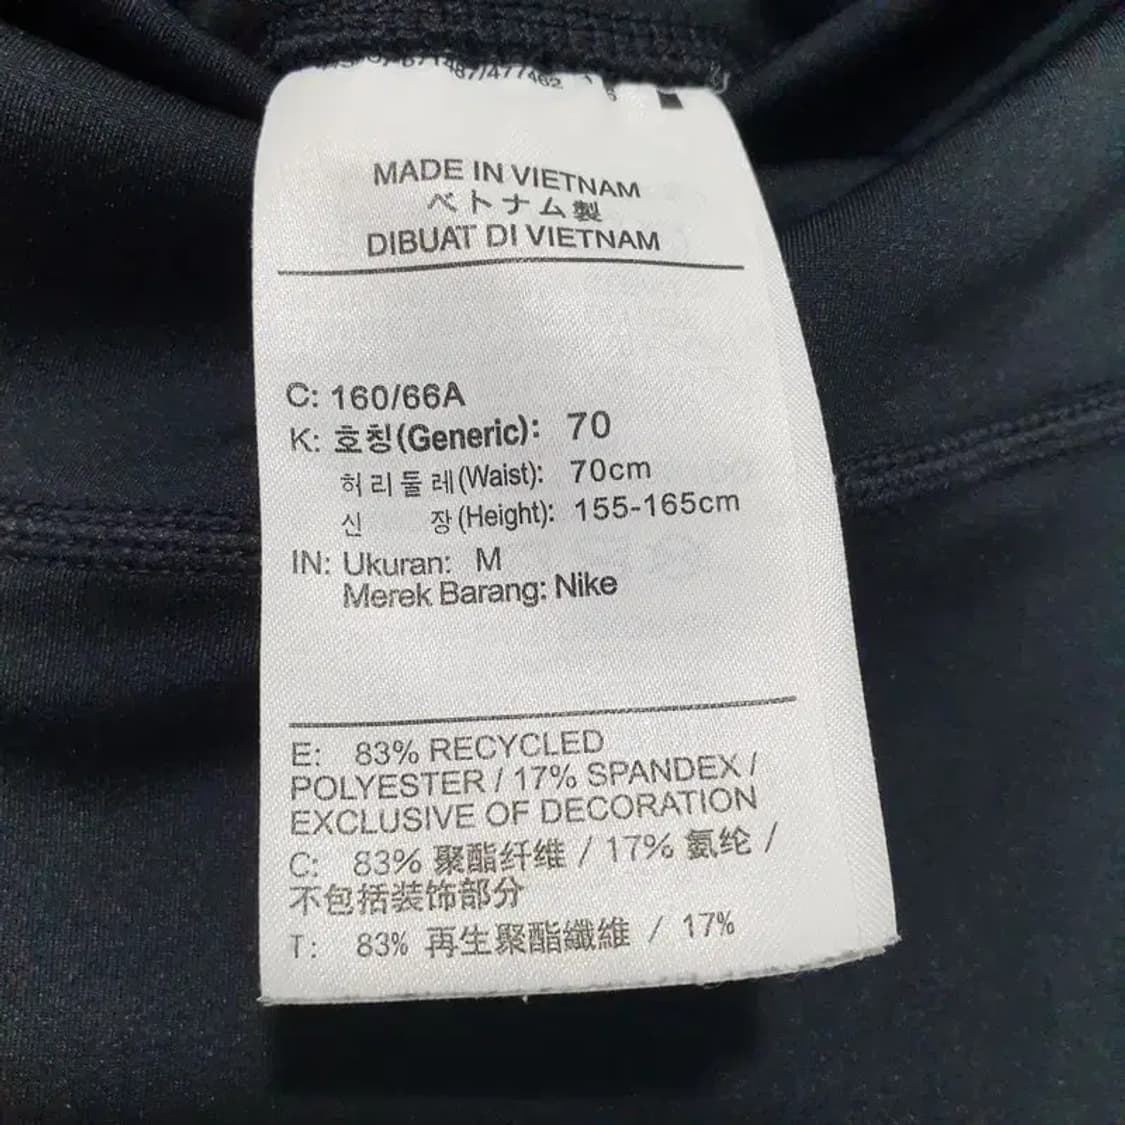 MADE IN VIETNAM
ベトナム製
DIBUAT DI VIETNAM
C: 160/66A
K: 호칭(Generic): 70
허리둘레(Waist): 70cm
신 장(Height): 155-165cm
IN: Ukuran: M
Merek Barang: Nike
E: 83% RECYCLED
POLYESTER / 17% SPANDEX /
EXCLUSIVE OF DECORATION
C: 83% 聚酯纤维 / 17% 氨纶 /
不包括装饰部分
T: 83% 再生聚酯纖維 / 17%